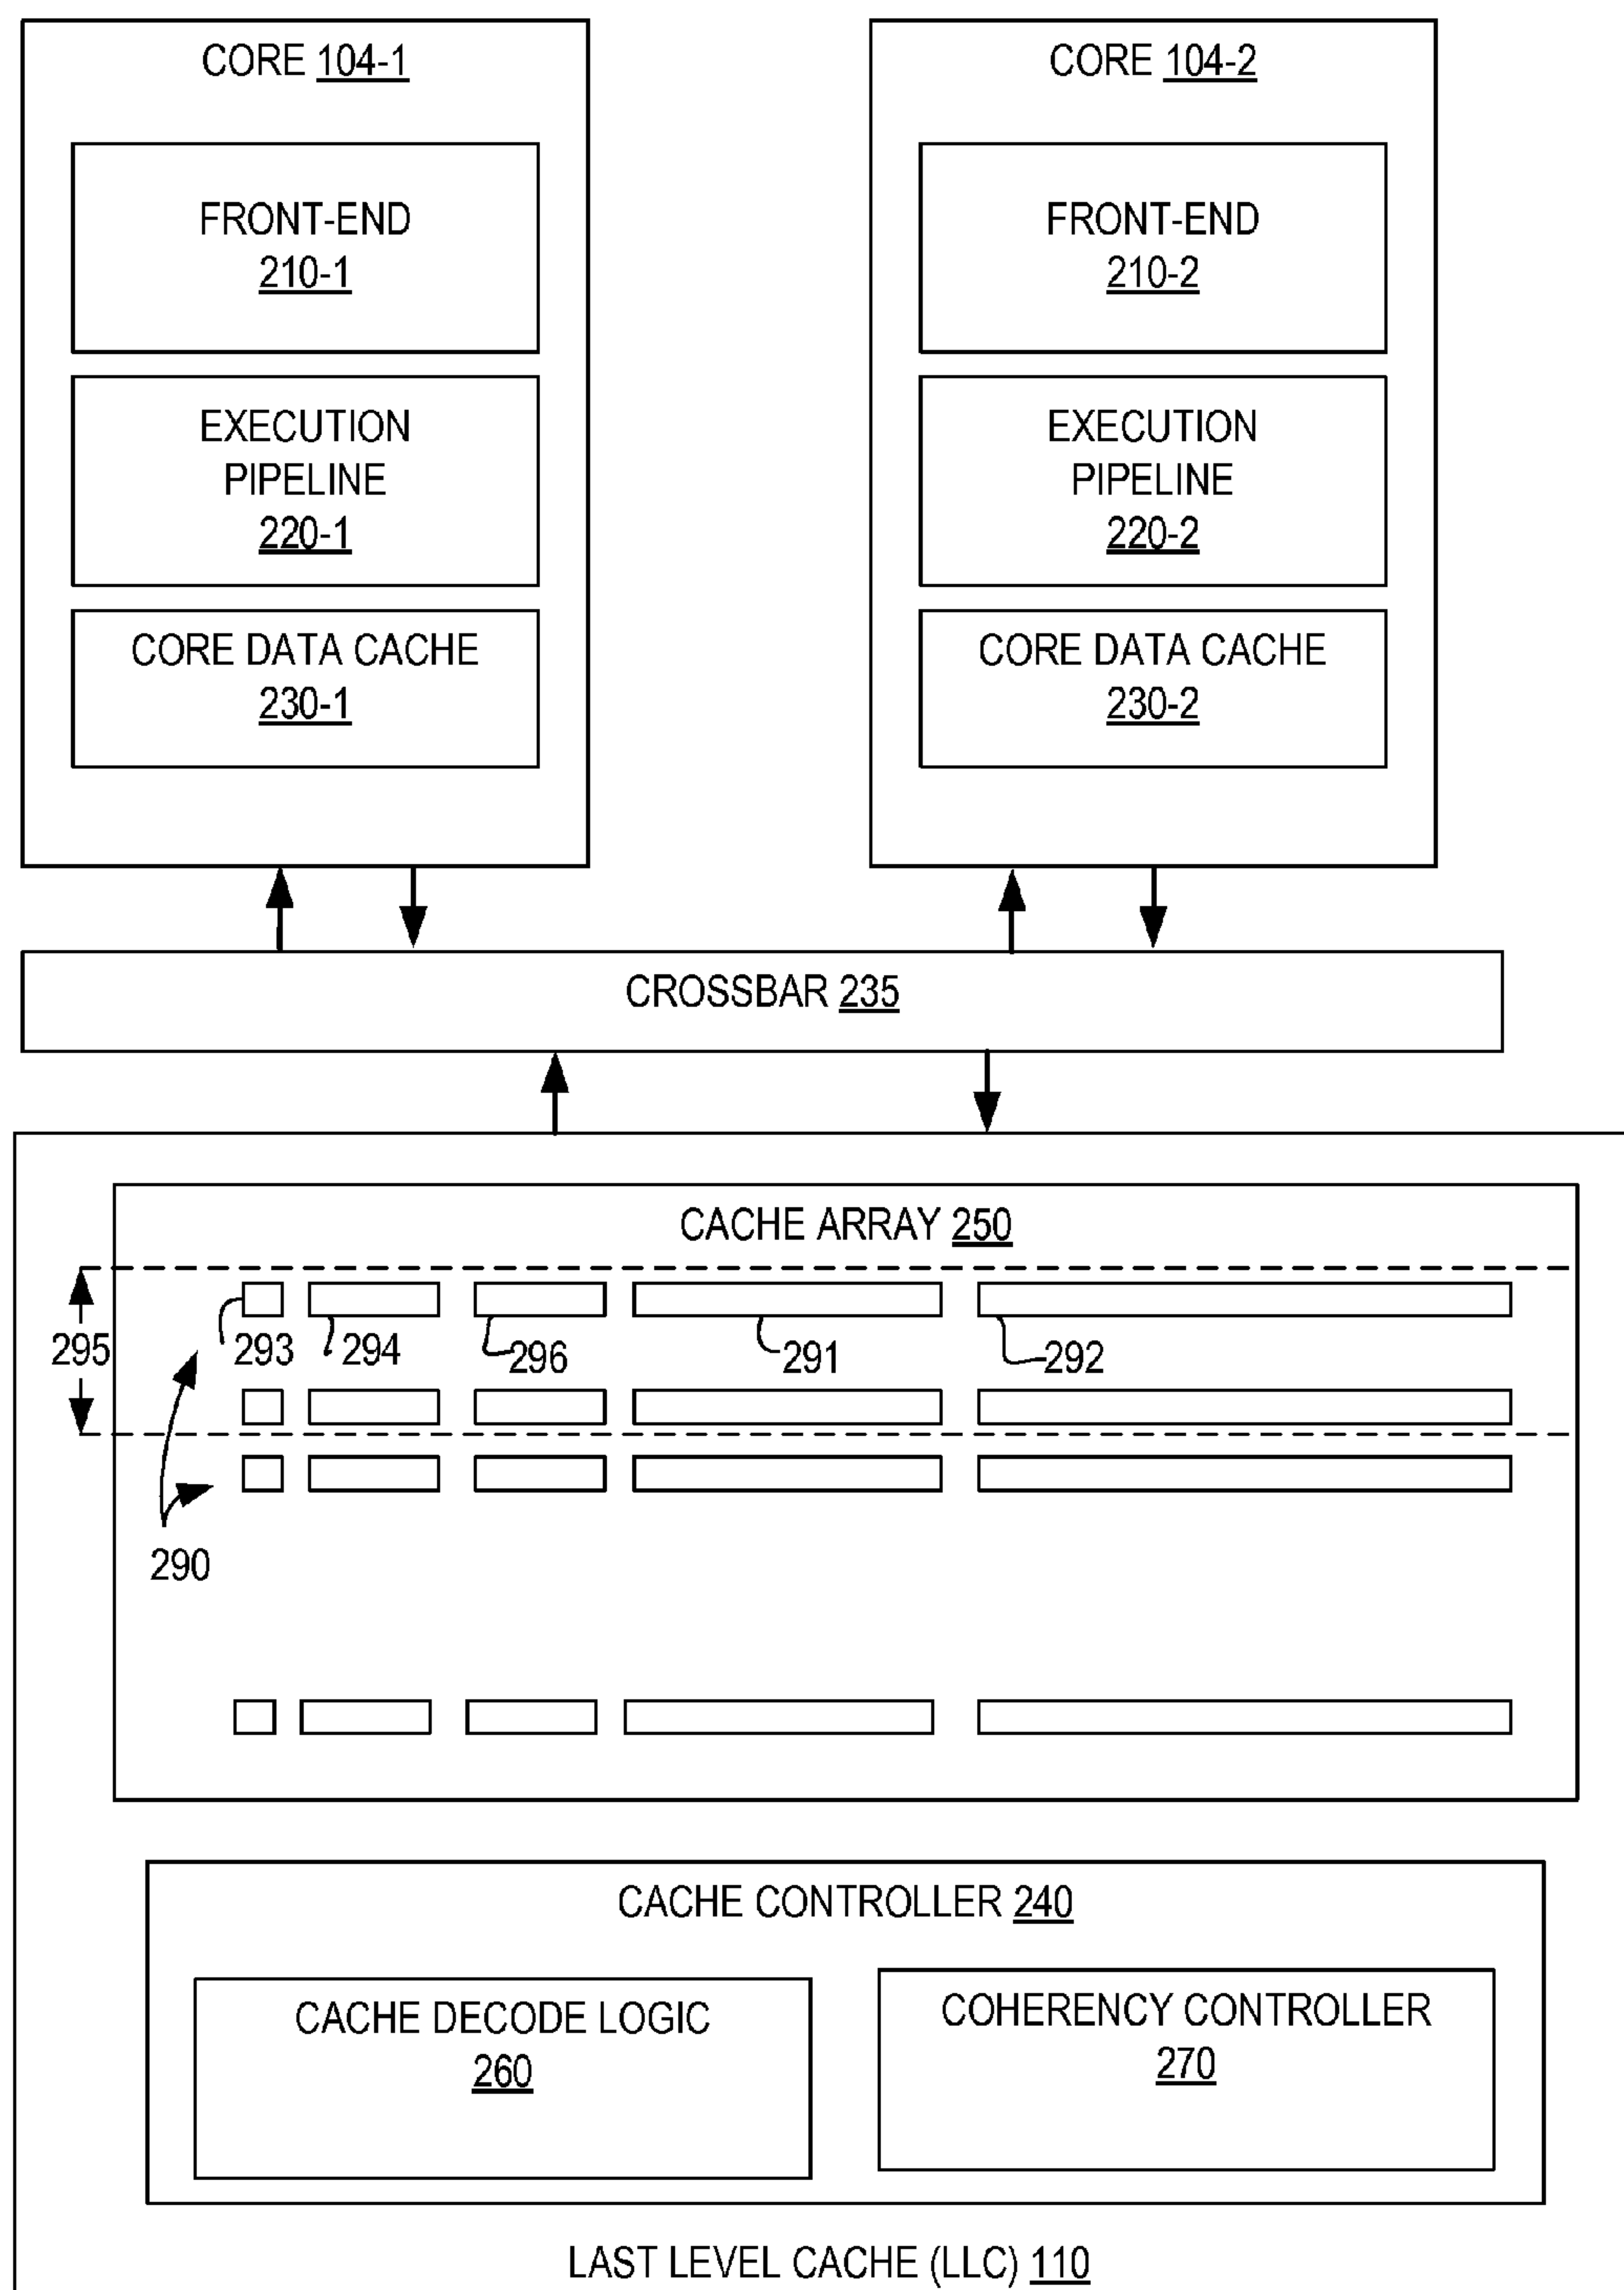 CORE 104-1
FRONT-END
210-1
EXECUTION
PIPELINE
220-1
CORE DATA CACHE
230-1
CORE 104-2
FRONT-END
210-2
EXECUTION
PIPELINE
220-2
CORE DATA CACHE
230-2
CROSSBAR 235
CACHE ARRAY 250
295
293
294
296
291
292
290
CACHE CONTROLLER 240
CACHE DECODE LOGIC
260
COHERENCY CONTROLLER
270
LAST LEVEL CACHE (LLC) 110